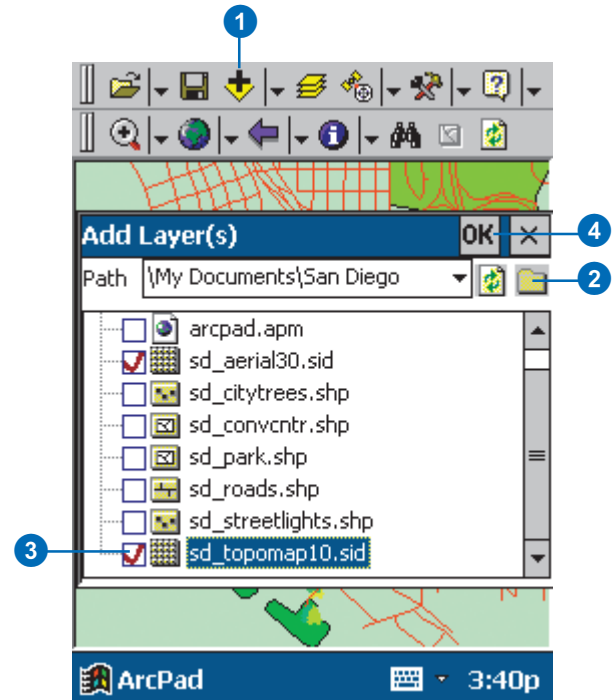 1
Add Layer(s) OK 4
Path \My Documents\San Diego 2
arcpad.apm
sd_aerial30.sid
sd_citytrees.shp
sd_convcntr.shp
sd_park.shp
sd_roads.shp
sd_streetlights.shp
3 sd_topomap10.sid
ArcPad 3:40p